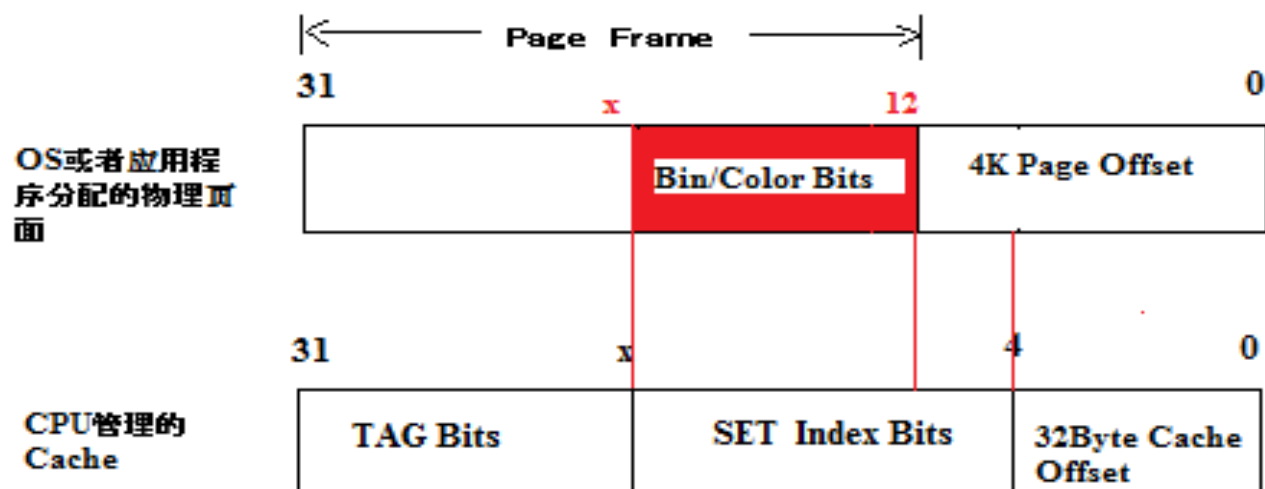 Page Frame
31
x
12
0
OS或者应用程
序分配的物理页
面
Bin/Color Bits
4K Page Offset
31
x
4
0
CPU管理的
Cache
TAG Bits
SET Index Bits
32Byte Cache
Offset